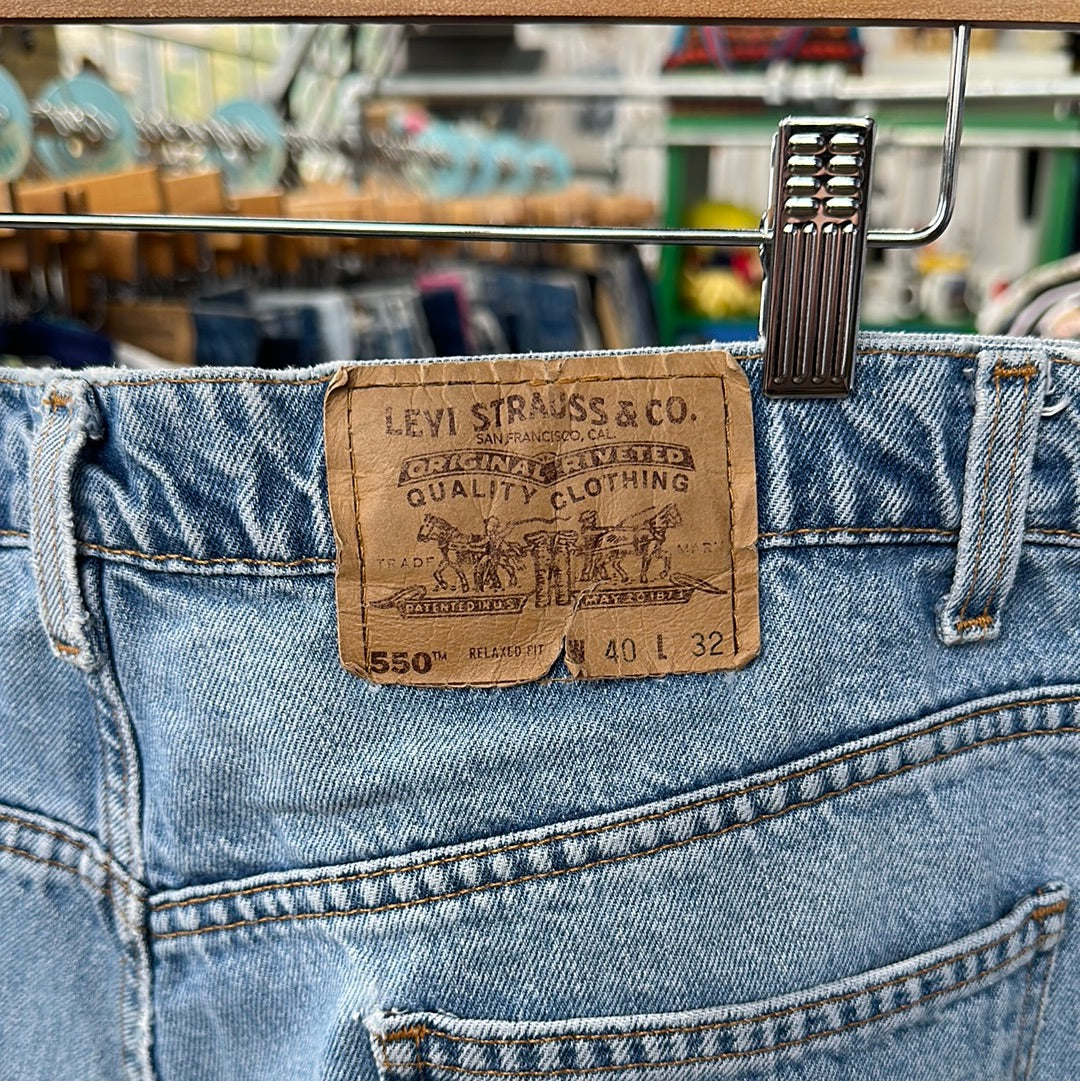 LEVI STRAUSS & CO.
SAN FRANCISCO, CAL.
ORIGINAL RIVETED
QUALITY CLOTHING
TRADE MARK
PATENTED IN U.S. MAY 20 1873
550™ RELAXED FIT W 40 L 32